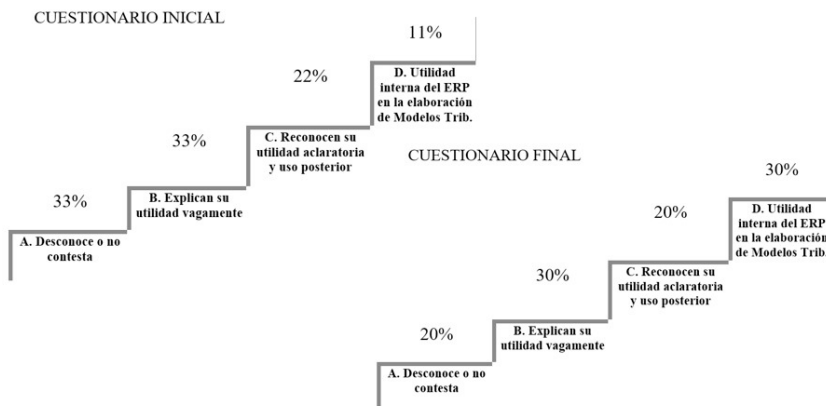 CUESTIONARIO INICIAL
11%
D. Utilidad
interna del ERP
en la elaboración
de Modelos Trib.
22%
C. Reconocen su
utilidad aclaratoria
y uso posterior
33%
B. Explican su
utilidad vagamente
33%
A. Desconoce o no
contesta
CUESTIONARIO FINAL
30%
D. Utilidad
interna del ERP
en la elaboración
de Modelos Trib.
20%
C. Reconocen su
utilidad aclaratoria
y uso posterior
30%
B. Explican su
utilidad vagamente
20%
A. Desconoce o no
contesta